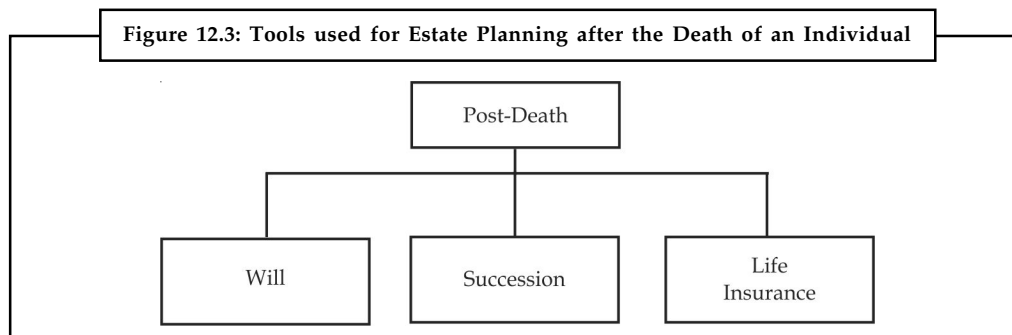 Figure 12.3: Tools used for Estate Planning after the Death of an Individual
Post-Death
Will
Succession
Life
Insurance